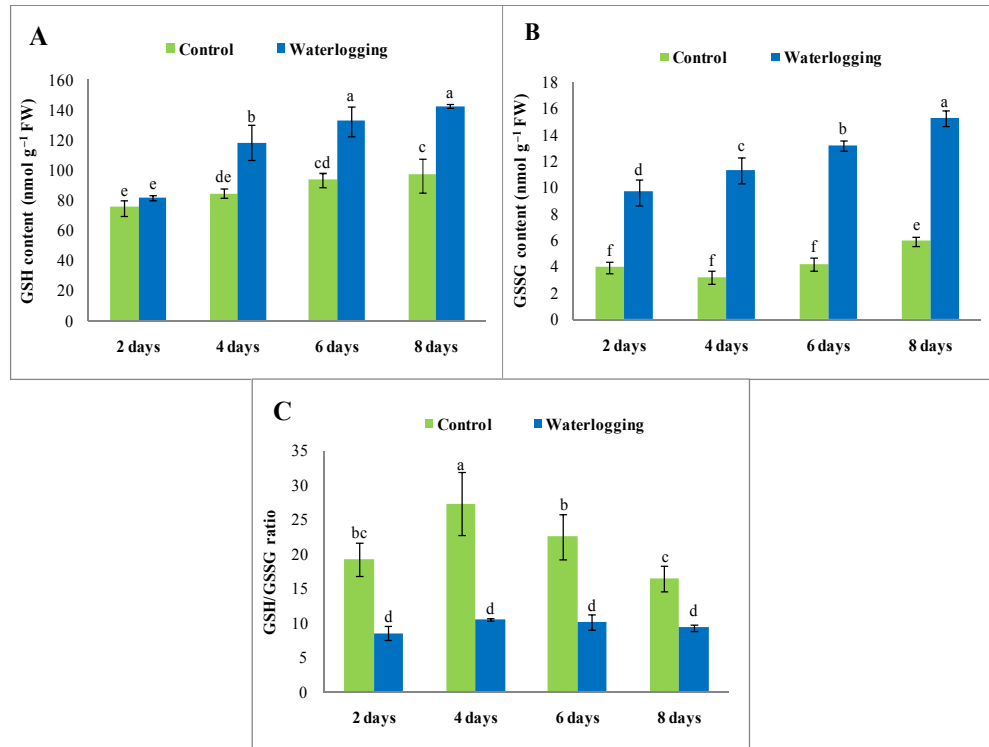 A
Control Waterlogging
GSH content (nmol g⁻¹ FW)
160
140
120
100
80
60
40
20
0
e e de b cd a c a
2 days 4 days 6 days 8 days
B
Control Waterlogging
GSSG content (nmol g⁻¹ FW)
18
16
14
12
10
8
6
4
2
0
f d f c f b e a
2 days 4 days 6 days 8 days
C
Control Waterlogging
GSH/GSSG ratio
35
30
25
20
15
10
5
0
bc d a d b d c d
2 days 4 days 6 days 8 days